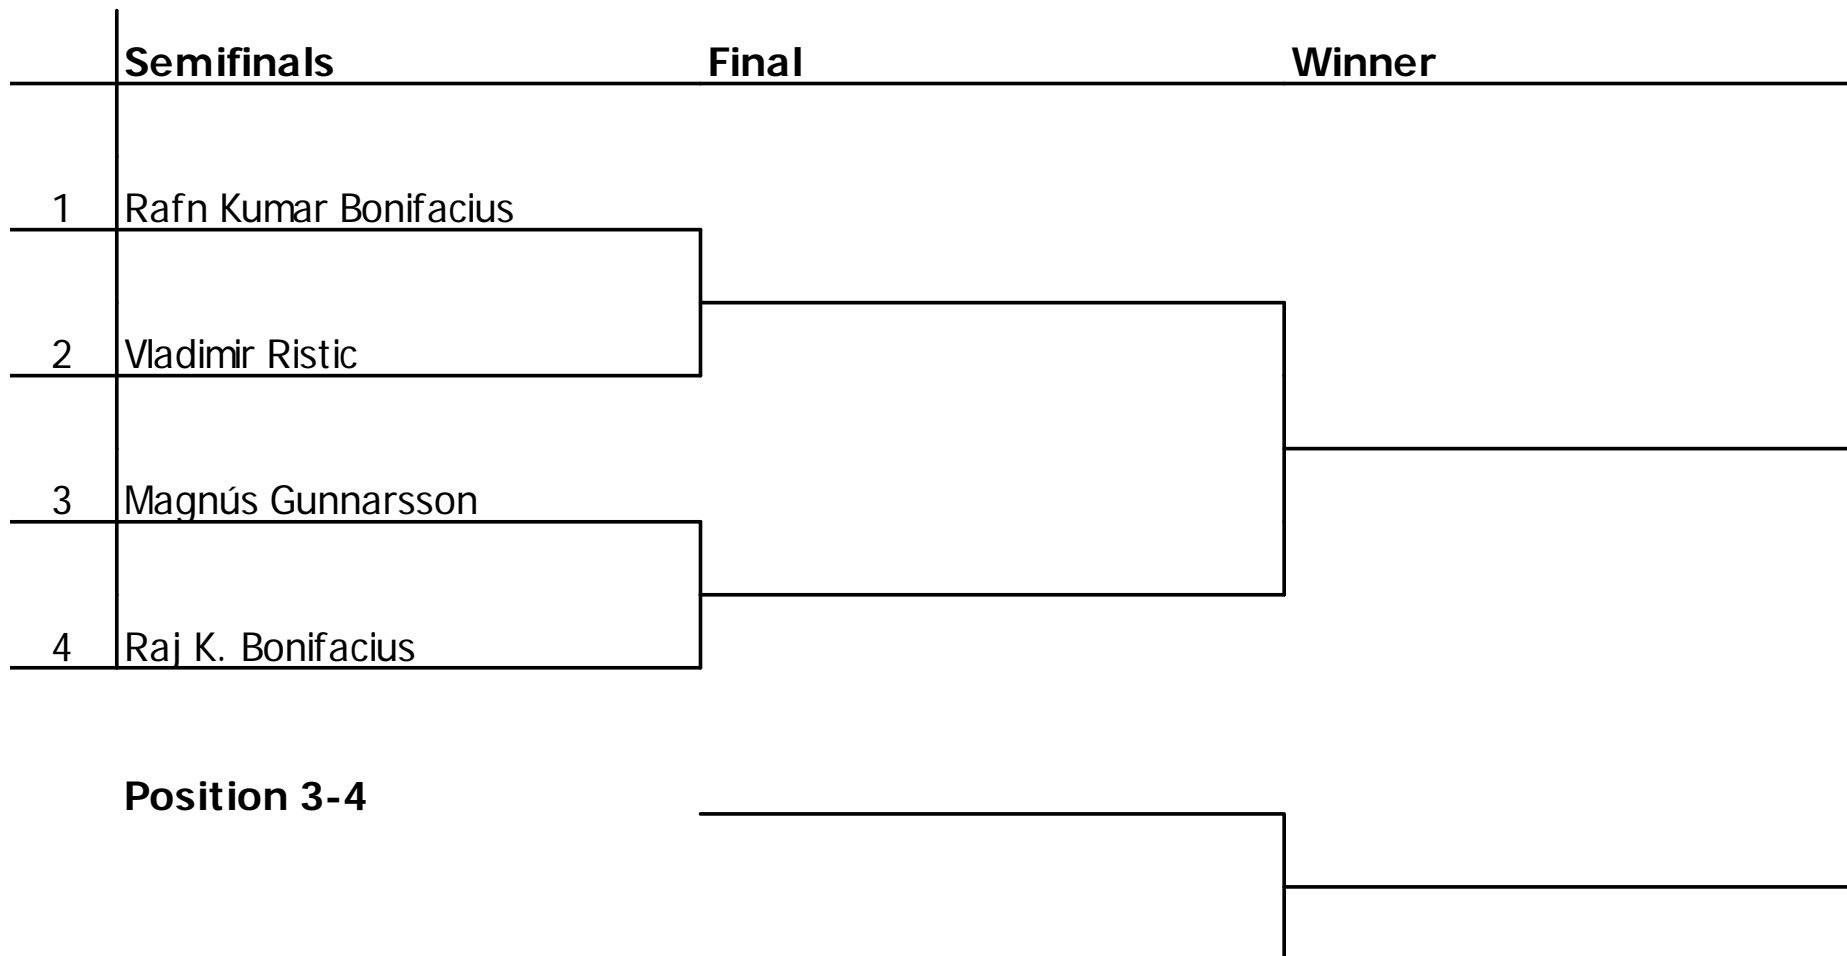 Semifinals Final Winner
1 Rafn Kumar Bonifacius
2 Vladimir Ristic
3 Magnús Gunnarsson
4 Raj K. Bonifacius
Position 3-4